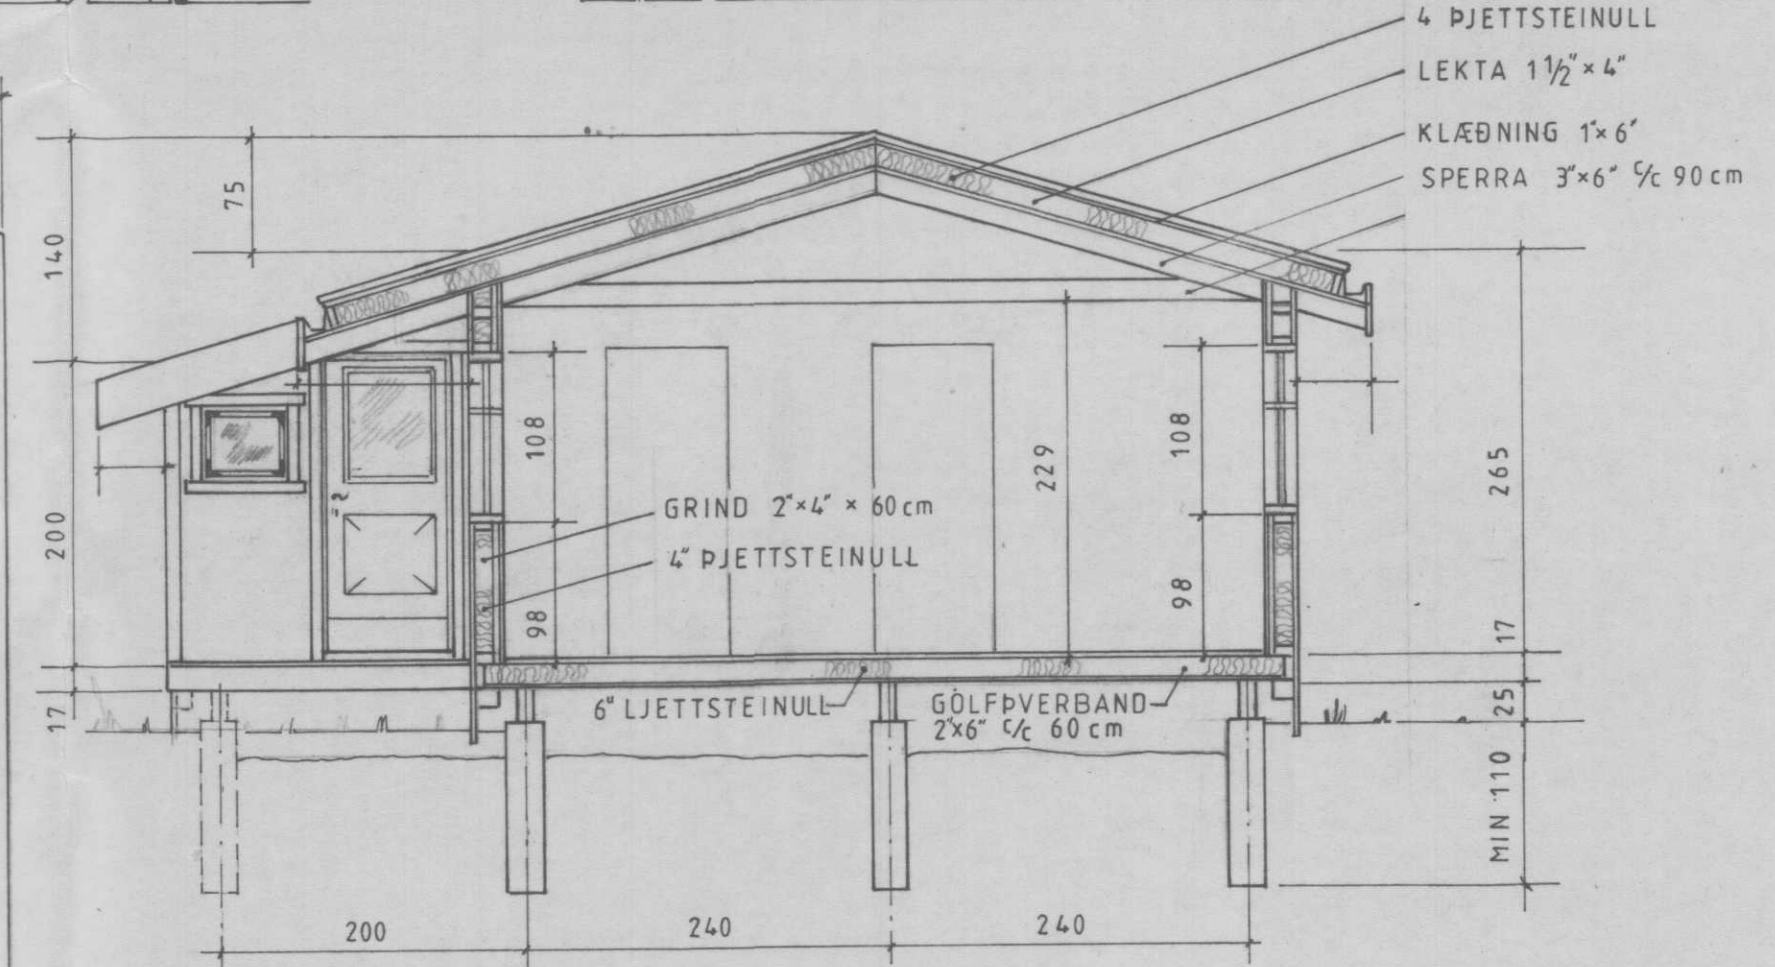 4 ÞJETTSTEINULL
LEKTA 1 1/2" × 4"
KLÆÐNING 1"× 6"
SPERRA 3"×6" C/c 90 cm
75
140
108
229
108
265
GRIND 2"×4" × 60 cm
200
4" ÞJETTSTEINULL
98
98
17
6" LJETTSTEINULL
GÓLFÞVERBAND
2"×6" C/c 60 cm
17
25
MIN 110
200
240
240